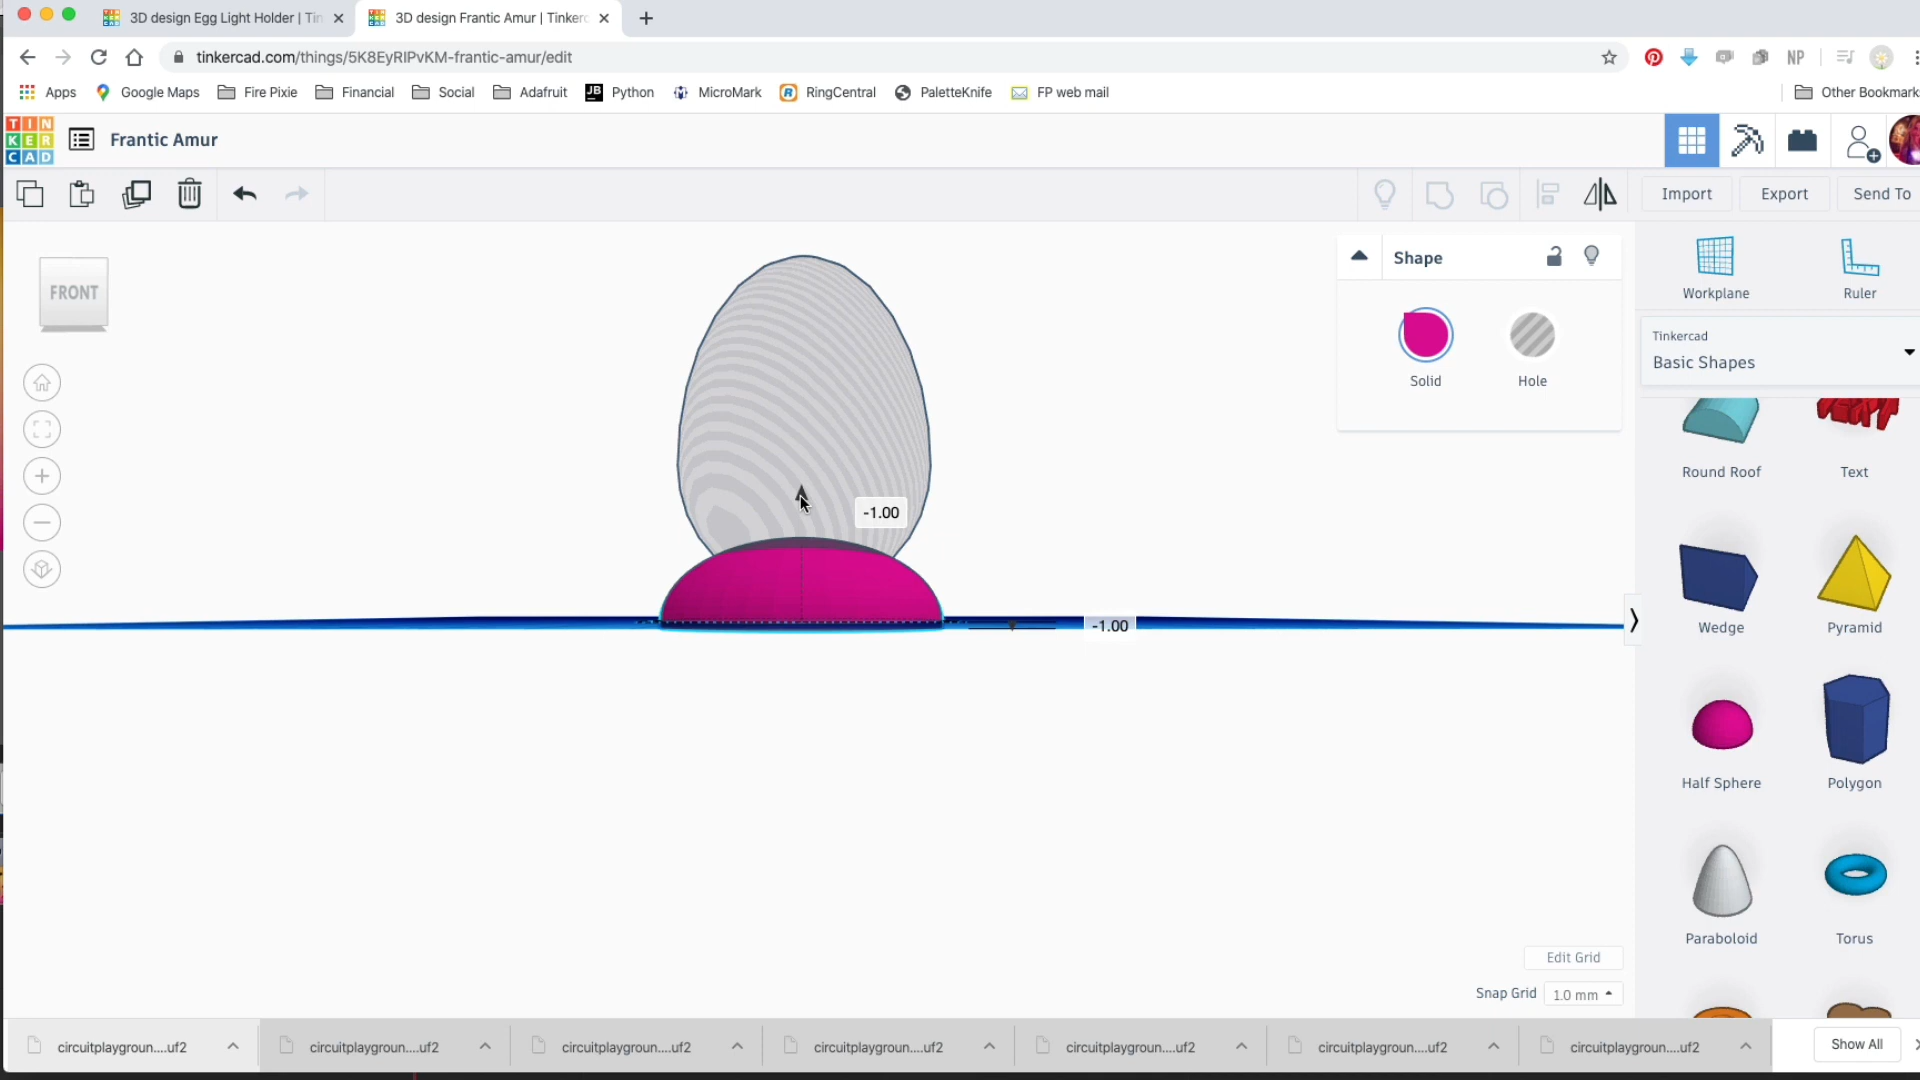 3D design Egg Light Holder | Tin
3D design Frantic Amur | Tinkerc
tinkercad.com/things/5K8EyRlPvKM-frantic-amur/edit
NP
Apps
Google Maps
Fire Pixie
Financial
Social
Adafruit
JB
Python
MicroMark
R
RingCentral
PaletteKnife
FP web mail
Other Bookmarks
TIN
KER
CAD
Frantic Amur
Import
Export
Send To
FRONT
Shape
Solid
Hole
Workplane
Ruler
Tinkercad
Basic Shapes
Round Roof
Text
Wedge
Pyramid
Half Sphere
Polygon
Paraboloid
Torus
-1.00
-1.00
Edit Grid
Snap Grid
1.0 mm
circuitplaygroun....uf2
circuitplaygroun....uf2
circuitplaygroun....uf2
circuitplaygroun....uf2
circuitplaygroun....uf2
circuitplaygroun....uf2
circuitplaygroun....uf2
Show All